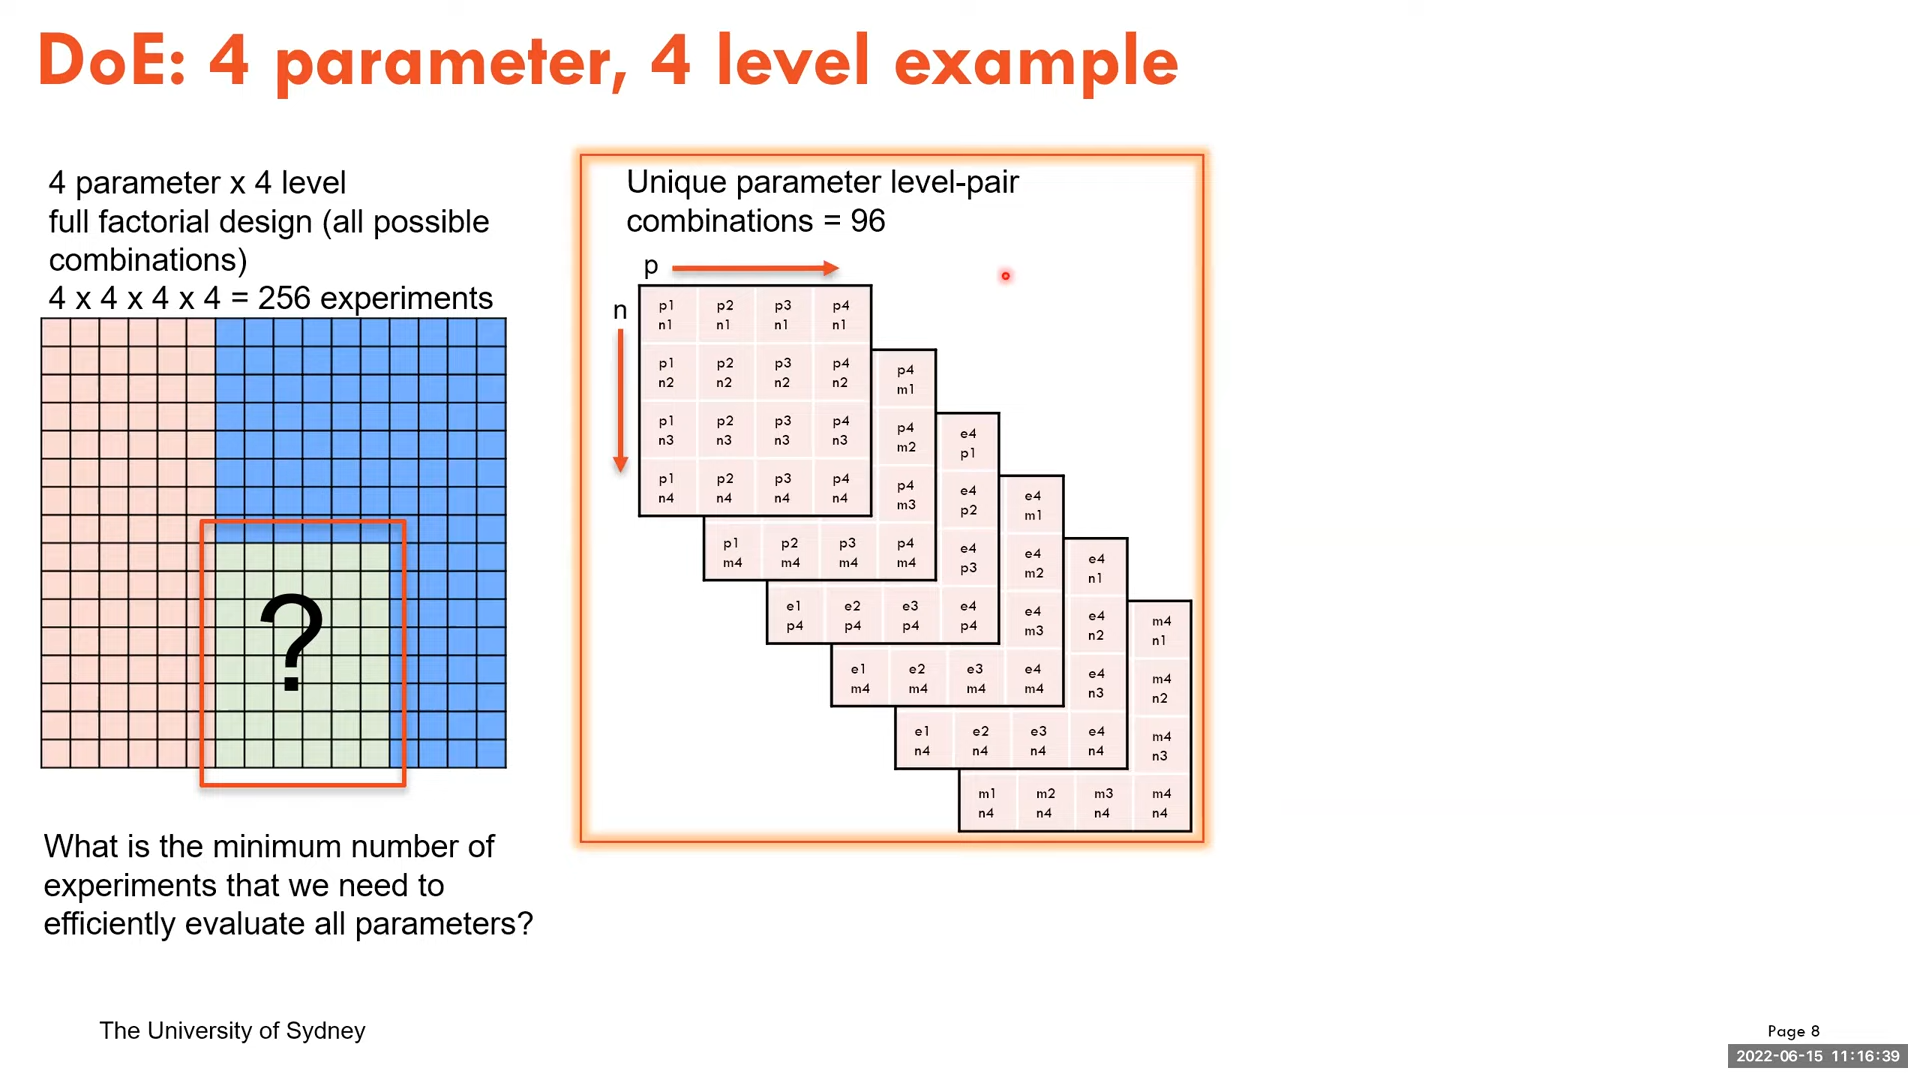 DoE: 4 parameter, 4 level example
4 parameter x 4 level
full factorial design (all possible
combinations)
4 x 4 x 4 x 4 = 256 experiments
?
What is the minimum number of
experiments that we need to
efficiently evaluate all parameters?
Unique parameter level-pair
combinations = 96
p
n
p1 p2 p3 p4
n1 n1 n1 n1
p1 p2 p3 p4
n2 n2 n2 n2
p1 p2 p3 p4
n3 n3 n3 n3
p1 p2 p3 p4
n4 n4 n4 n4
p4
m1
p4
m2
p4
m3
p1 p2 p3 p4
m4 m4 m4 m4
e4
p1
e4
p2
e4
p3
e1 e2 e3 e4
p4 p4 p4 p4
e4
m1
e4
m2
e4
m3
e1 e2 e3 e4
m4 m4 m4 m4
e4
n1
e4
n2
e4
n3
e1 e2 e3 e4
n4 n4 n4 n4
m4
n1
m4
n2
m4
n3
m1 m2 m3 m4
n4 n4 n4 n4
The University of Sydney
Page 8
2022-06-15 11:16:39